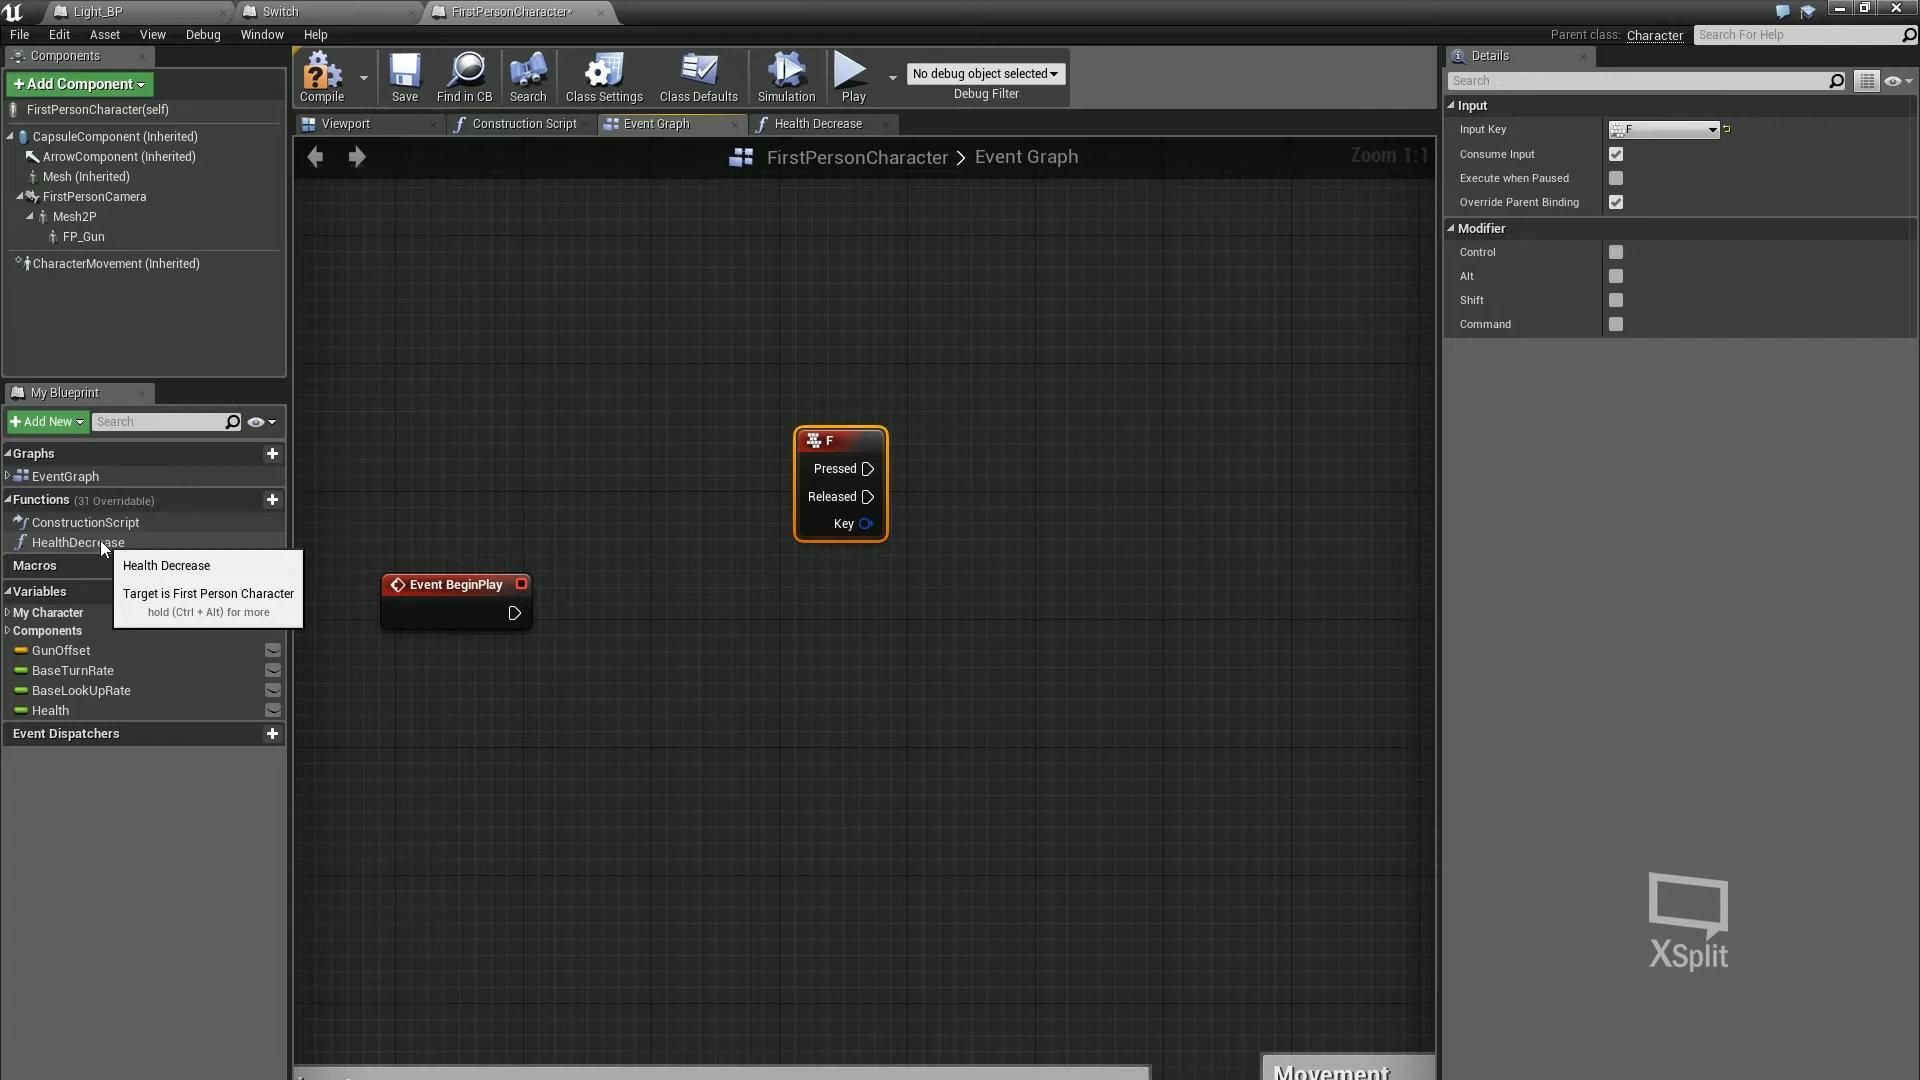 Light_BP
Switch
FirstPersonCharacter*
File Edit Asset View Debug Window Help
Parent class: Character
Search For Help
Components
+Add Component
FirstPersonCharacter(self)
CapsuleComponent (Inherited)
ArrowComponent (Inherited)
Mesh (Inherited)
FirstPersonCamera
Mesh2P
FP_Gun
CharacterMovement (Inherited)
My Blueprint
+Add New
Search
Graphs
EventGraph
Functions (31 Overridable)
ConstructionScript
HealthDecrease
Macros
Variables
My Character
Components
GunOffset
BaseTurnRate
BaseLookUpRate
Health
Event Dispatchers
Health Decrease
Target is First Person Character
hold (Ctrl + Alt) for more
Compile
Save
Find in CB
Search
Class Settings
Class Defaults
Simulation
Play
No debug object selected
Debug Filter
Viewport
Construction Script
Event Graph
Health Decrease
FirstPersonCharacter > Event Graph
Zoom 1:1
F
Pressed
Released
Key
Event BeginPlay
Movement
Details
Search
Input
Input Key
F
Consume Input
Execute when Paused
Override Parent Binding
Modifier
Control
Alt
Shift
Command
XSplit